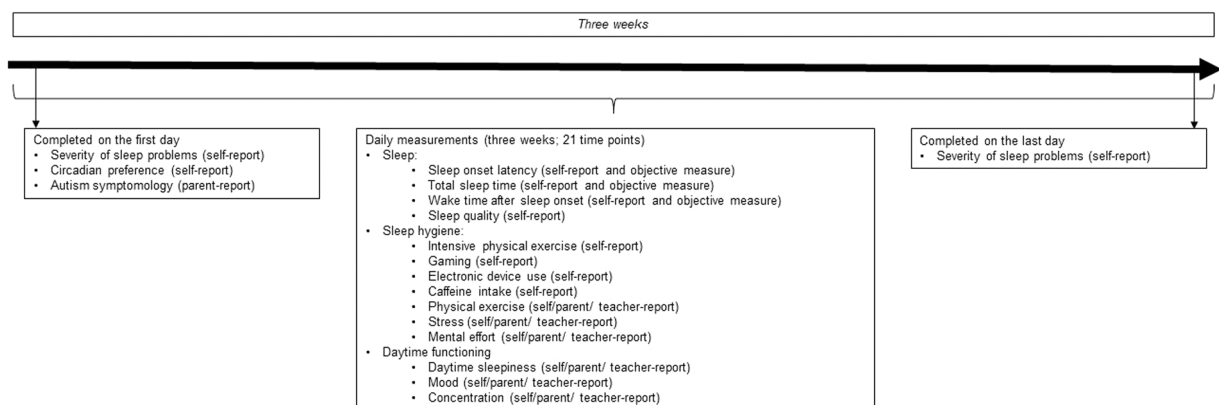 Three weeks
Completed on the first day
• Severity of sleep problems (self-report)
• Circadian preference (self-report)
• Autism symptomology (parent-report)
Daily measurements (three weeks; 21 time points)
• Sleep:
• Sleep onset latency (self-report and objective measure)
• Total sleep time (self-report and objective measure)
• Wake time after sleep onset (self-report and objective measure)
• Sleep quality (self-report)
• Sleep hygiene:
• Intensive physical exercise (self-report)
• Gaming (self-report)
• Electronic device use (self-report)
• Caffeine intake (self-report)
• Physical exercise (self/parent/ teacher-report)
• Stress (self/parent/ teacher-report)
• Mental effort (self/parent/ teacher-report)
• Daytime functioning
• Daytime sleepiness (self/parent/ teacher-report)
• Mood (self/parent/ teacher-report)
• Concentration (self/parent/ teacher-report)
Completed on the last day
• Severity of sleep problems (self-report)